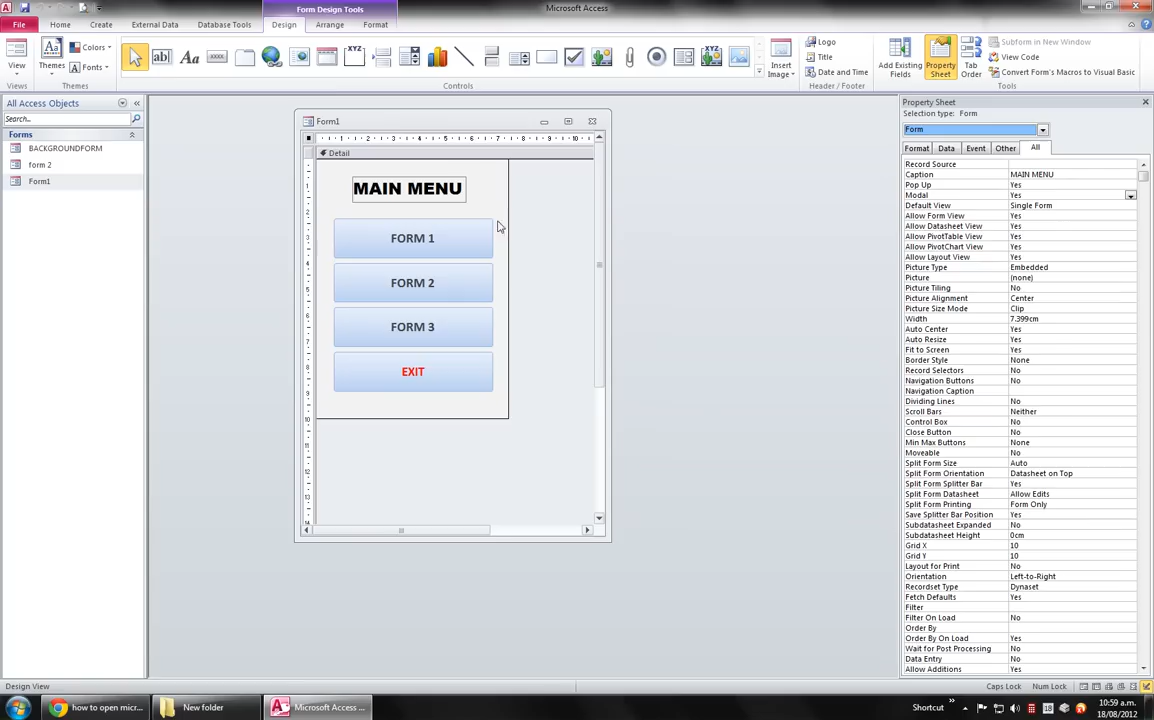 Form Design Tools
Microsoft Access
File Home Create External Data Database Tools Design Arrange Format
View
Views
Themes
Colors
Fonts
Themes
Controls
Insert
Image
Logo
Title
Date and Time
Header / Footer
Add Existing
Fields
Property
Sheet
Tab
Order
Subform in New Window
View Code
Convert Form's Macros to Visual Basic
Tools
All Access Objects
Search...
Forms
BACKGROUNDFORM
form 2
Form1
Form1
Detail
MAIN MENU
FORM 1
FORM 2
FORM 3
EXIT
Property Sheet
Selection type: Form
Form
Format Data Event Other All
Record Source
Caption MAIN MENU
Pop Up Yes
Modal Yes
Default View Single Form
Allow Form View Yes
Allow Datasheet View Yes
Allow PivotTable View Yes
Allow PivotChart View Yes
Allow Layout View Yes
Picture Type Embedded
Picture (none)
Picture Tiling No
Picture Alignment Center
Picture Size Mode Clip
Width 7.399cm
Auto Center Yes
Auto Resize Yes
Fit to Screen Yes
Border Style None
Record Selectors No
Navigation Buttons No
Navigation Caption
Dividing Lines No
Scroll Bars Neither
Control Box No
Close Button No
Min Max Buttons None
Moveable No
Split Form Size Auto
Split Form Orientation Datasheet on Top
Split Form Splitter Bar Yes
Split Form Datasheet Allow Edits
Split Form Printing Form Only
Save Splitter Bar Position Yes
Subdatasheet Expanded No
Subdatasheet Height 0cm
Grid X 10
Grid Y 10
Layout for Print No
Orientation Left-to-Right
Recordset Type Dynaset
Fetch Defaults Yes
Filter
Filter On Load No
Order By
Order By On Load Yes
Wait for Post Processing No
Data Entry No
Allow Additions Yes
Design View
Caps Lock Num Lock
how to open micr...
New folder
Microsoft Access ...
Shortcut
10:59 a.m.
18/08/2012